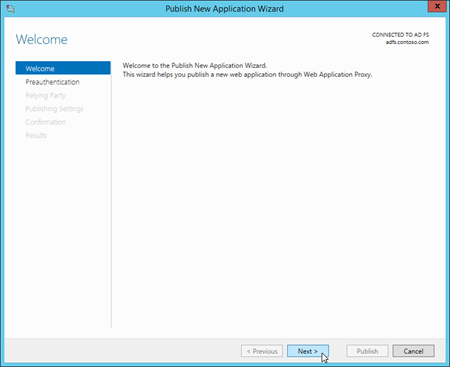 Publish New Application Wizard
x
Welcome
CONNECTED TO AD FS
adfs.contoso.com
Welcome
Preauthentication
Relying Party
Publishing Settings
Confirmation
Results
Welcome to the Publish New Application Wizard.
This wizard helps you publish a new web application through Web Application Proxy.
< Previous
Next >
Publish
Cancel